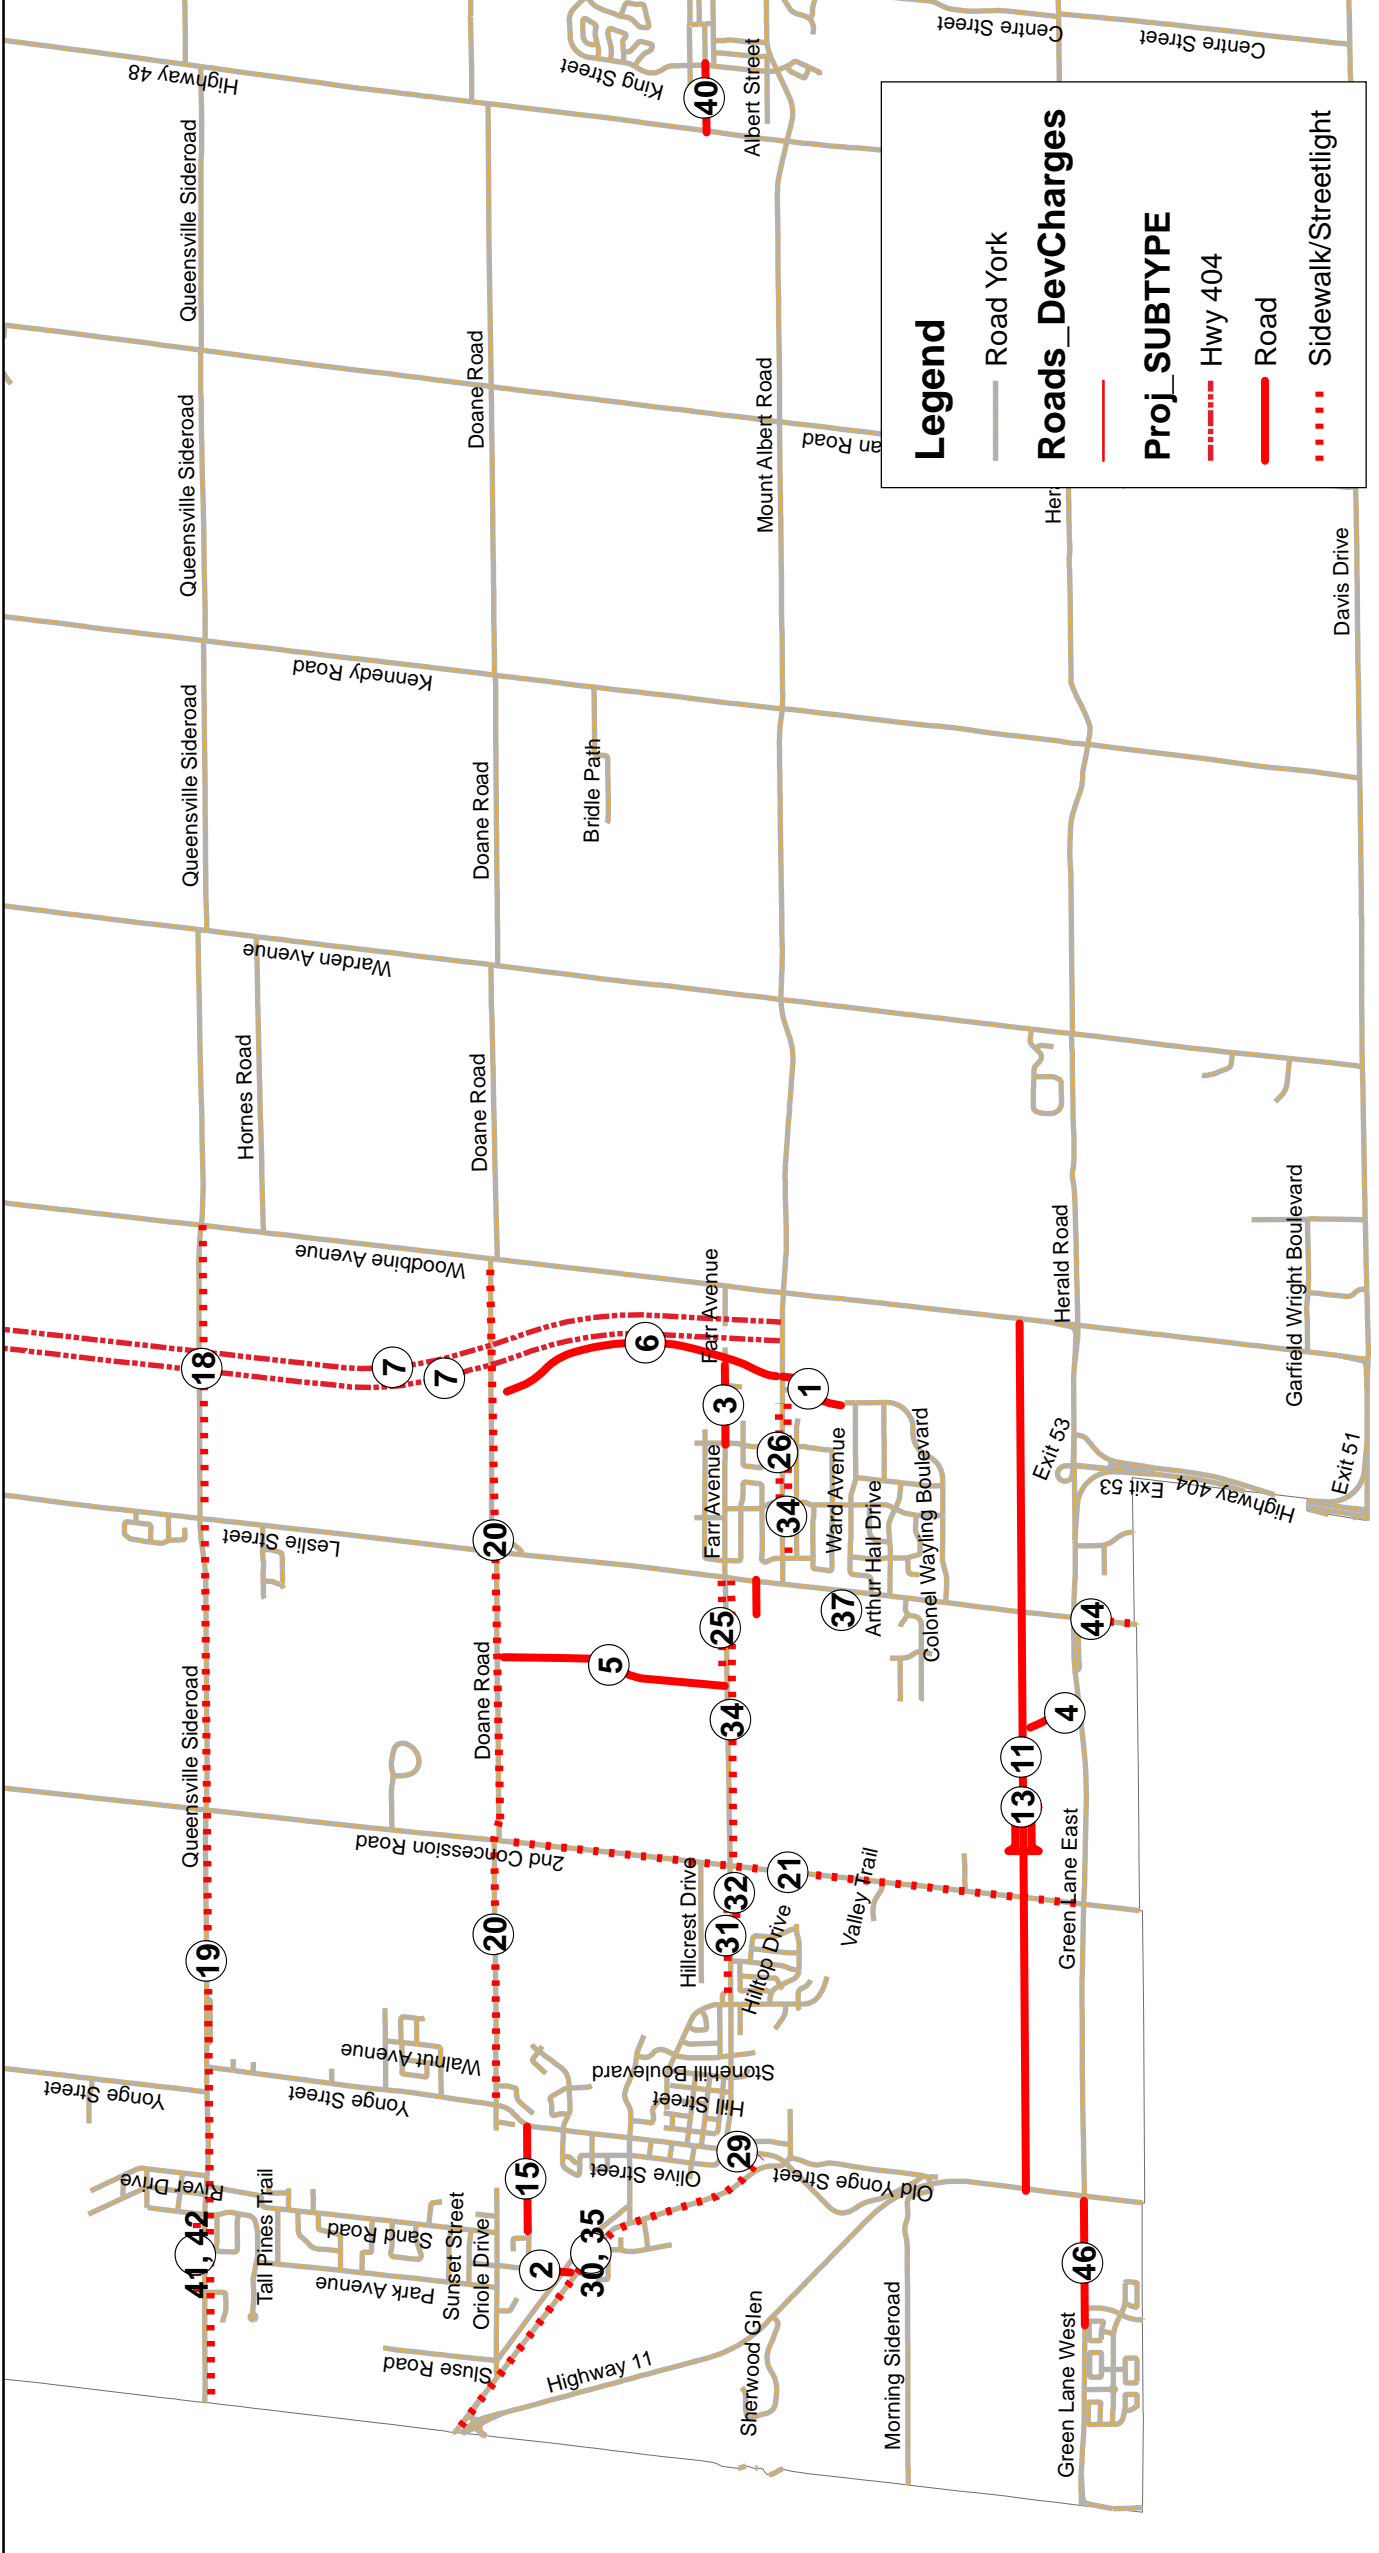 Highway 48
Queensville Sideroad
Queensville Sideroad
Queensville Sideroad
Queensville Sideroad
Hornes Road
Leslie Street
Woodbine Avenue
Warden Avenue
Kennedy Road
King Street
Centre Street
Centre Street
Albert Street
40
Doane Road
Doane Road
Doane Road
Doane Road
Bridle Path
Mount Albert Road
Herald Road
Her
Davis Drive
18
7
7
6
Farr Avenue
3
1
Farr Avenue
26
34
Ward Avenue
Arthur Hall Drive
Colonel Wayling Boulevard
37
20
25
5
34
19
2nd Concession Road
20
Hillcrest Drive
32
31
21
Hilltop Drive
Valley Trail
Yonge Street
Yonge Street
Walnut Avenue
River Drive
41, 42
Tall Pines Trail
Sand Road
Park Avenue
Sunset Street
Oriole Drive
Sluse Road
15
2
30, 35
Olive Street
Stonehill Boulevard
Hill Street
29
Old Yonge Street
Highway 11
Sherwood Glen
Morning Sideroad
Green Lane West
46
Green Lane East
13
11
4
44
Exit 53
Exit 53
Highway 404
Exit 51
Garfield Wright Boulevard
Legend
Road York
Roads_DevCharges
Proj_SUBTYPE
Hwy 404
Road
Sidewalk/Streetlight